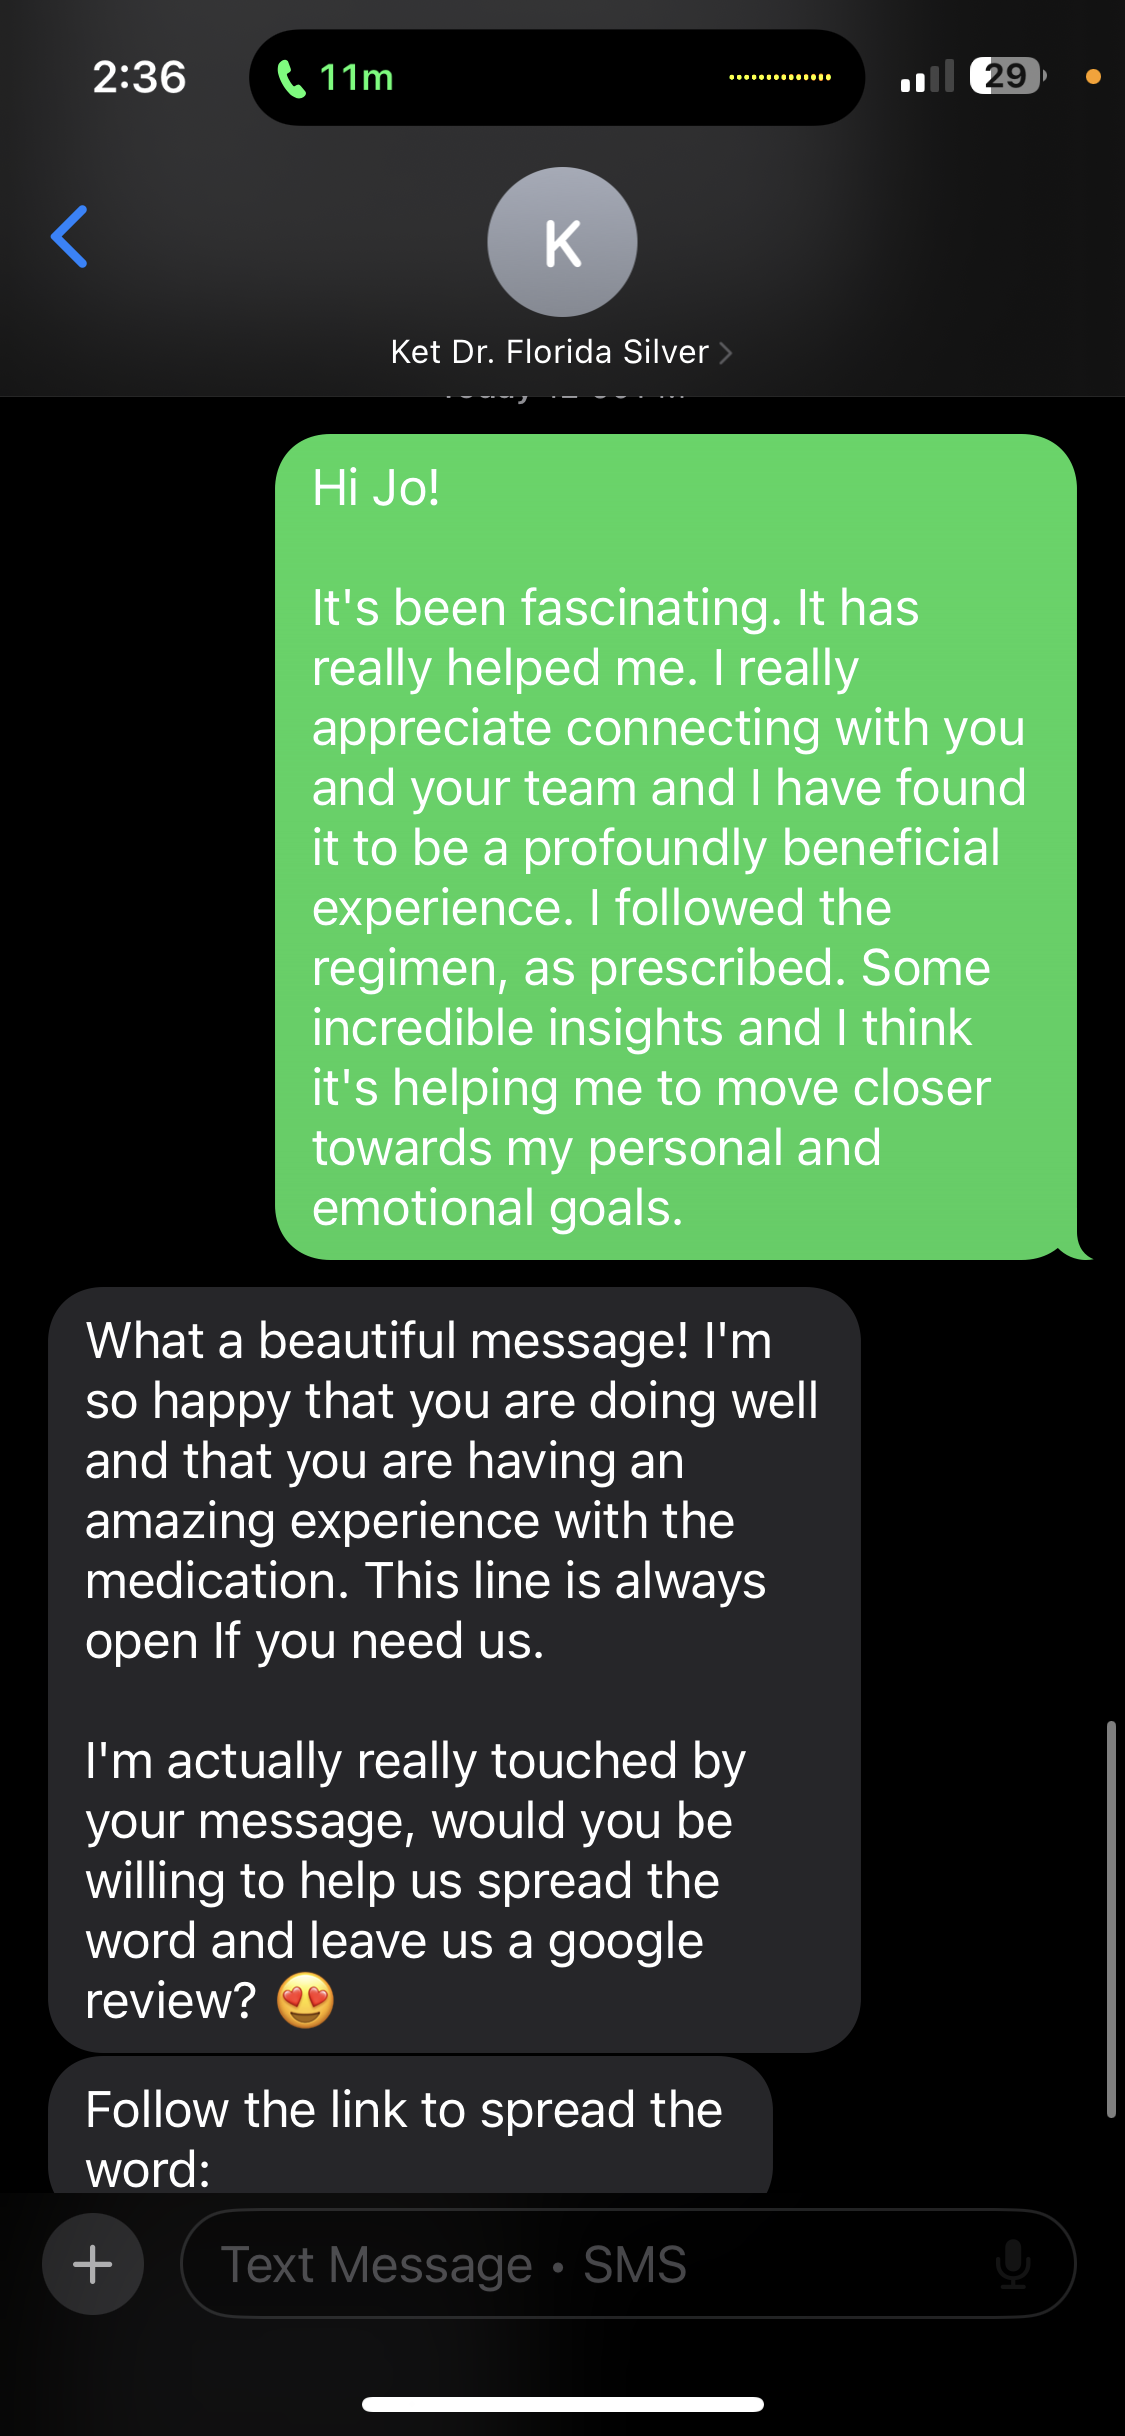 2:36
11m
29
K
Ket Dr. Florida Silver
Hi Jo!
It's been fascinating. It has
really helped me. I really
appreciate connecting with you
and your team and I have found
it to be a profoundly beneficial
experience. I followed the
regimen, as prescribed. Some
incredible insights and I think
it's helping me to move closer
towards my personal and
emotional goals.
What a beautiful message! I'm
so happy that you are doing well
and that you are having an
amazing experience with the
medication. This line is always
open If you need us.
I'm actually really touched by
your message, would you be
willing to help us spread the
word and leave us a google
review? 😍
Follow the link to spread the
word:
Text Message • SMS